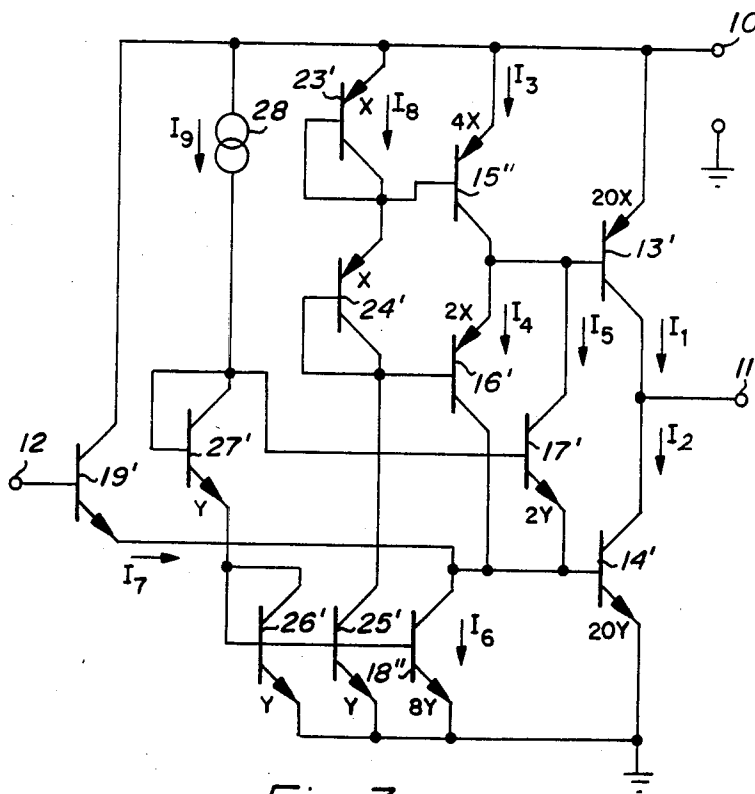 10
23'
28
I3
X
I8
4X
I9
15"
20X
13'
X
24'
2X
I4
I5
I1
16'
11
12
27'
17'
I2
19'
Y
2Y
14'
I7
26'
25'
I6
20Y
18"
Y
Y
8Y